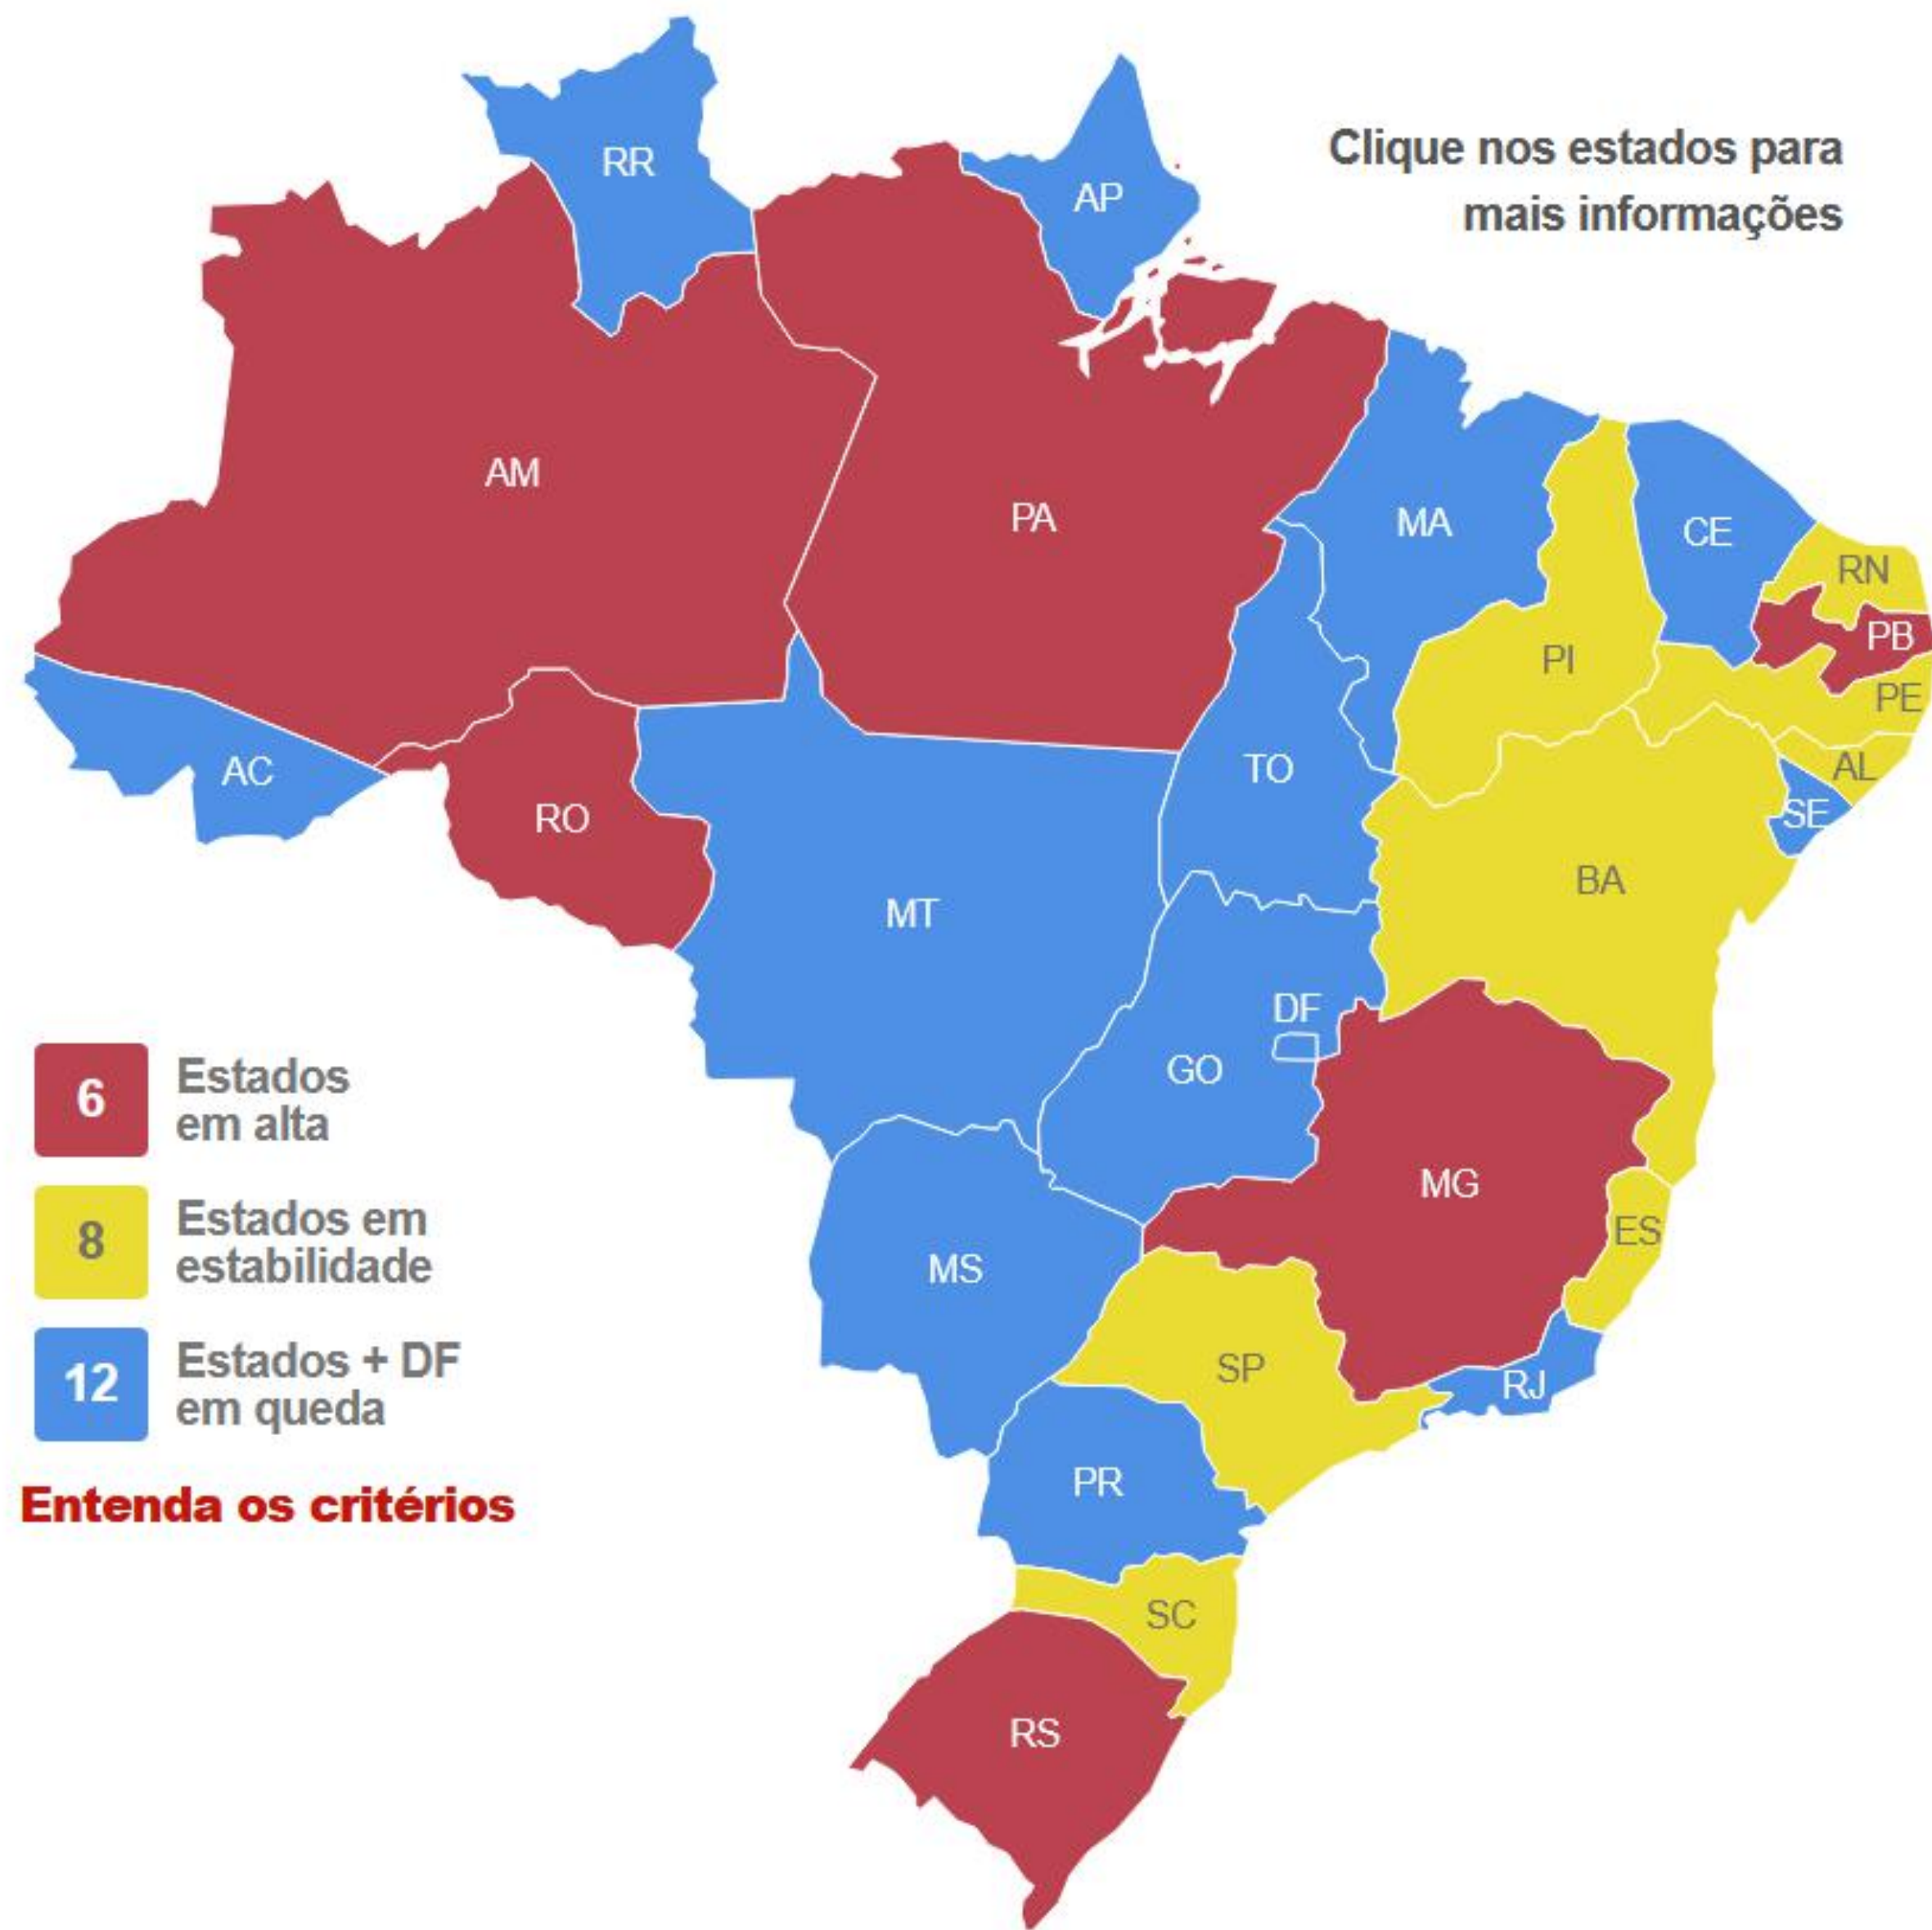 Clique nos estados para
mais informações
RR
AP
AM
PA
MA
CE
RN
PB
PI
PE
AC
TO
AL
RO
SE
BA
MT
DF
GO
MG
ES
MS
SP
RJ
PR
SC
RS
6
Estados
em alta
8
Estados em
estabilidade
12
Estados + DF
em queda
Entenda os critérios